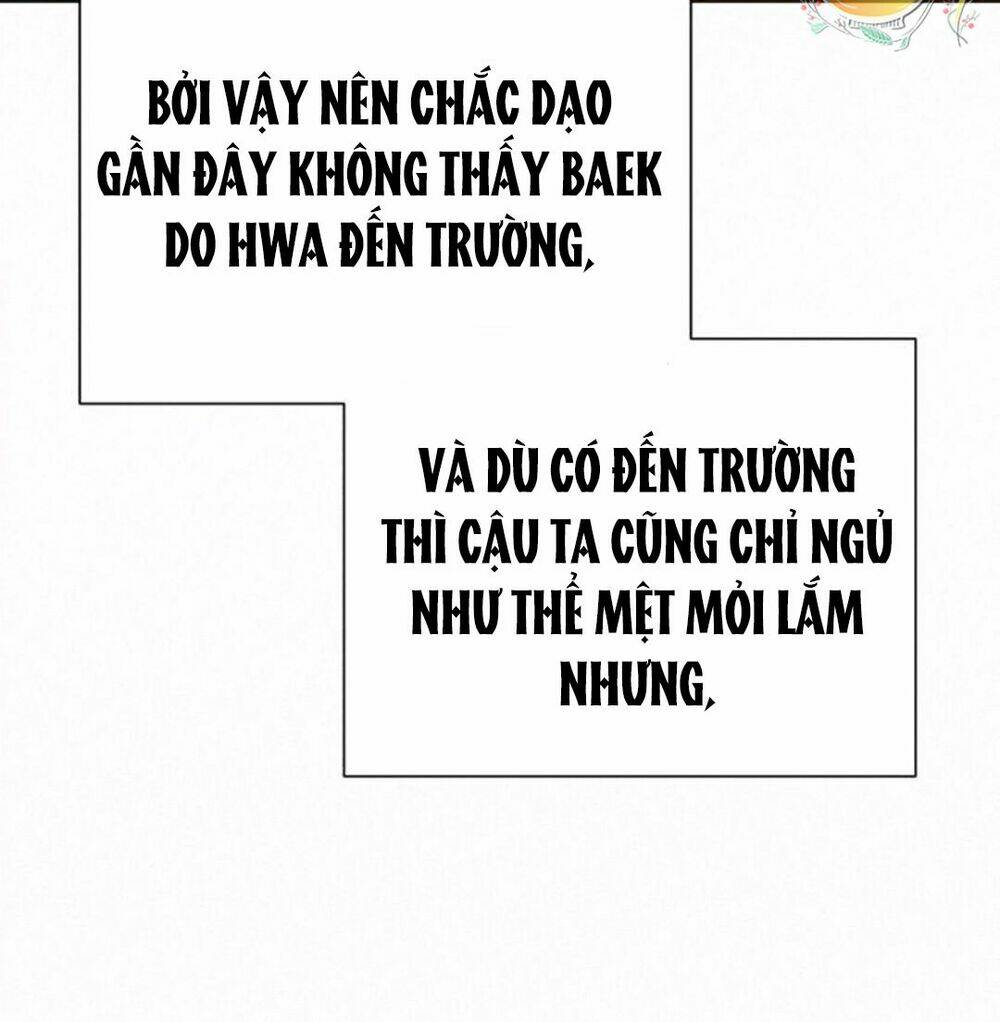 BỞI VẬY NÊN CHẮC DẠO
GẦN ĐÂY KHÔNG THẤY BAEK
DO HWA ĐẾN TRƯỜNG,
VÀ DÙ CÓ ĐẾN TRƯỜNG
THÌ CẬU TA CŨNG CHỈ NGỦ
NHƯ THỂ MỆT MỎI LẮM
NHƯNG,